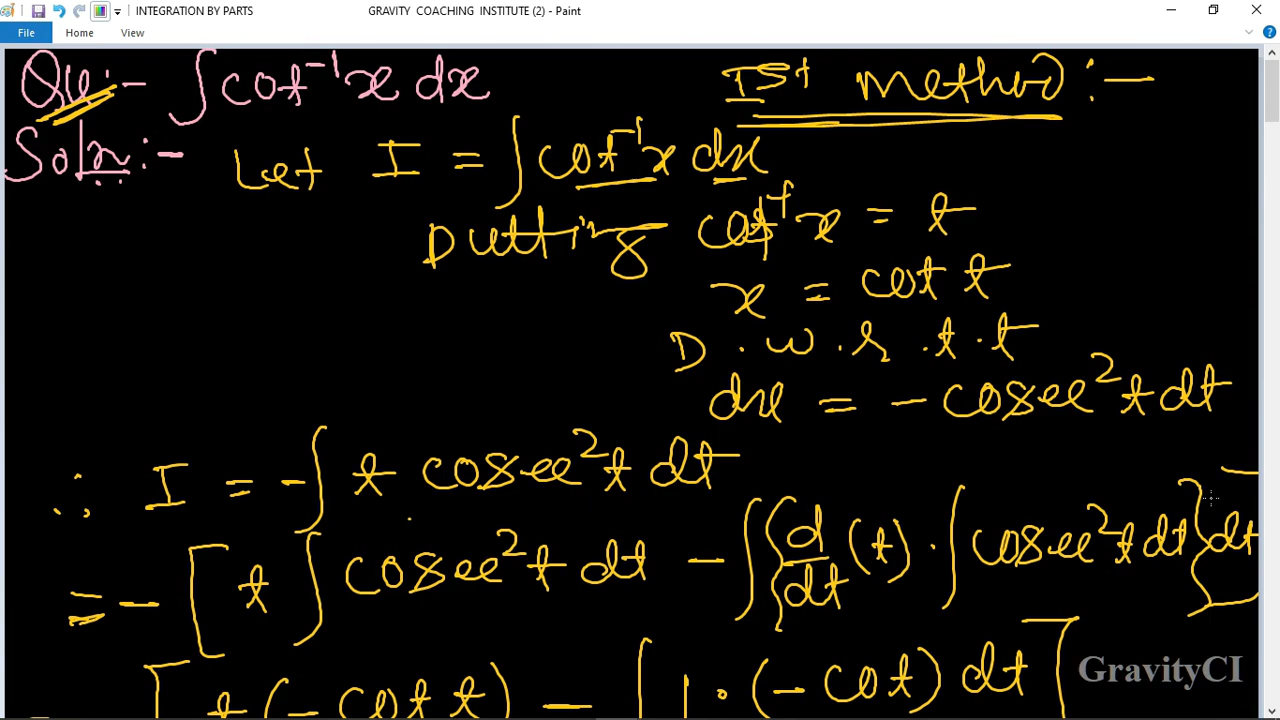 INTEGRATION BY PARTS GRAVITY COACHING INSTITUTE (2) - Paint
File Home View
Qu:- ∫cot⁻¹x dx Ist method:-
Soln:- Let I = ∫cot⁻¹x dx
Putting cot⁻¹x = t
x = cot t
D.w.r.t.t
dx = -cosec²t dt
∴ I = -∫ t cosec²t dt
= -[t∫cosec²t dt - ∫{d/dt (t) . ∫cosec²t dt} dt]
[t(-cot t) - ∫1.(-cot) dt]
GravityCI